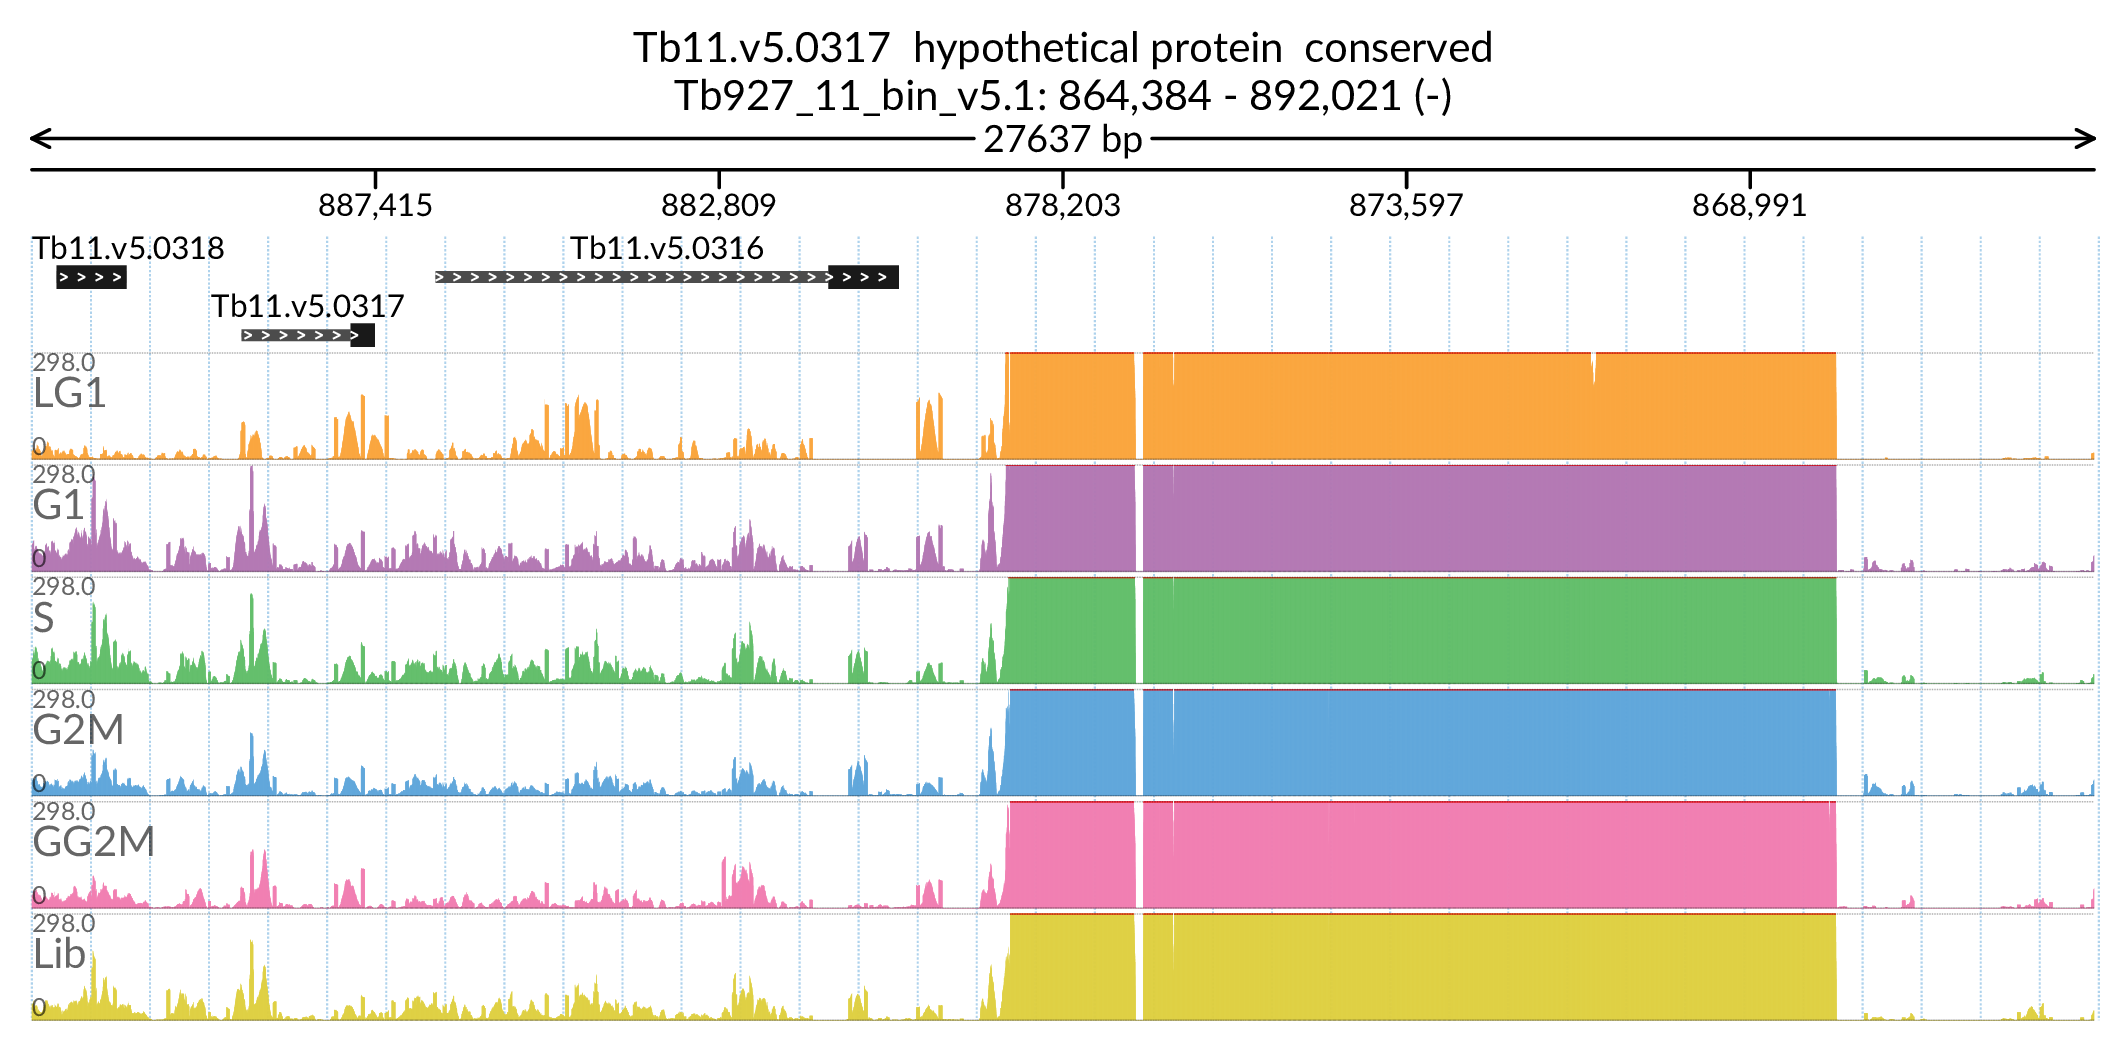 Tb11.v5.0317 hypothetical protein conserved
Tb927_11_bin_v5.1: 864,384 - 892,021 (-)
27637 bp
887,415 882,809 878,203 873,597 868,991
Tb11.v5.0318 Tb11.v5.0316
Tb11.v5.0317
298.0
LG1
0
298.0
G1
0
298.0
S
0
298.0
G2M
0
298.0
GG2M
0
298.0
Lib
0